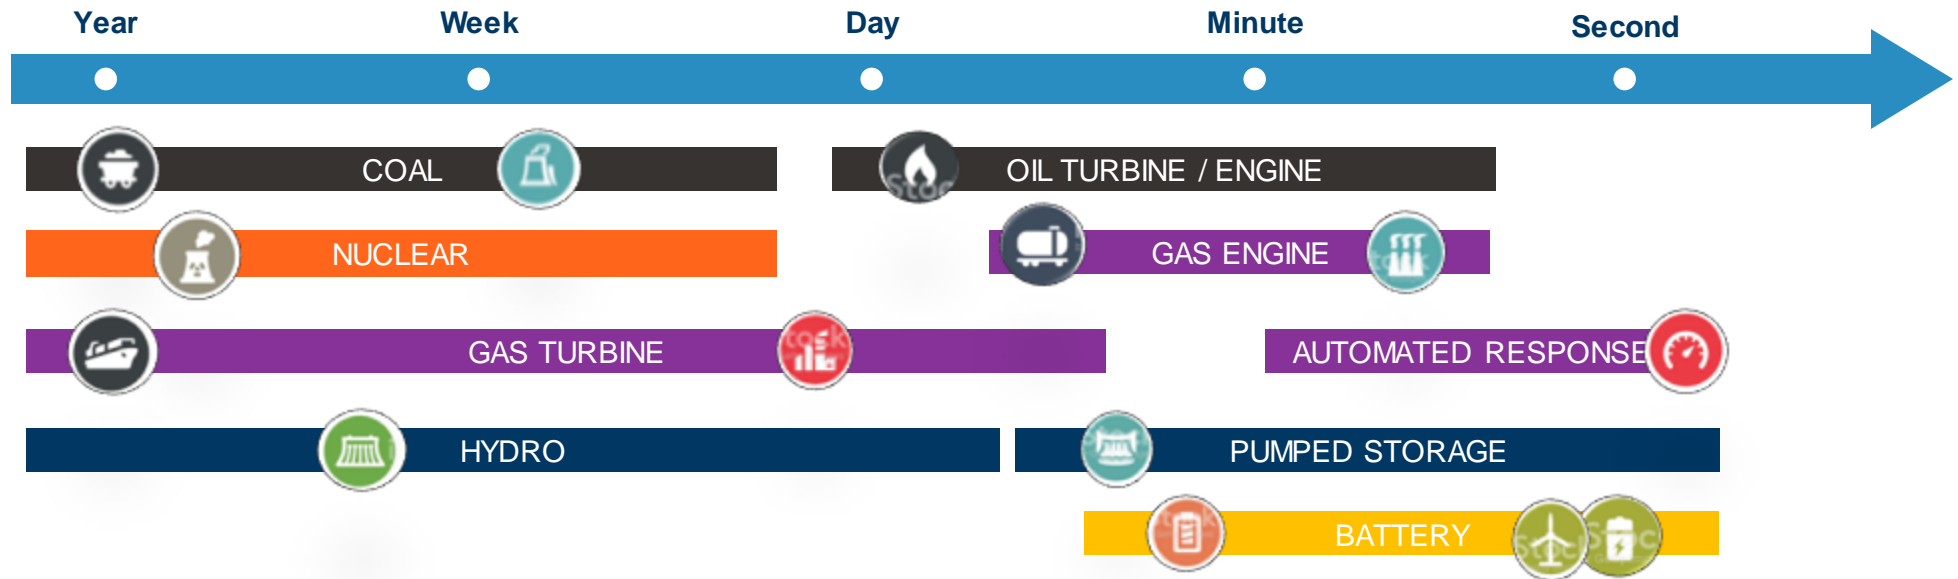 Year Week Day Minute Second
COAL OIL TURBINE / ENGINE
NUCLEAR GAS ENGINE
GAS TURBINE AUTOMATED RESPONSE
HYDRO PUMPED STORAGE
BATTERY